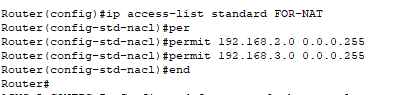 Router(config)#ip access-list standard FOR-NAT
Router(config-std-nacl)#per
Router(config-std-nacl)#permit 192.168.2.0 0.0.0.255
Router(config-std-nacl)#permit 192.168.3.0 0.0.0.255
Router(config-std-nacl)#end
Router#